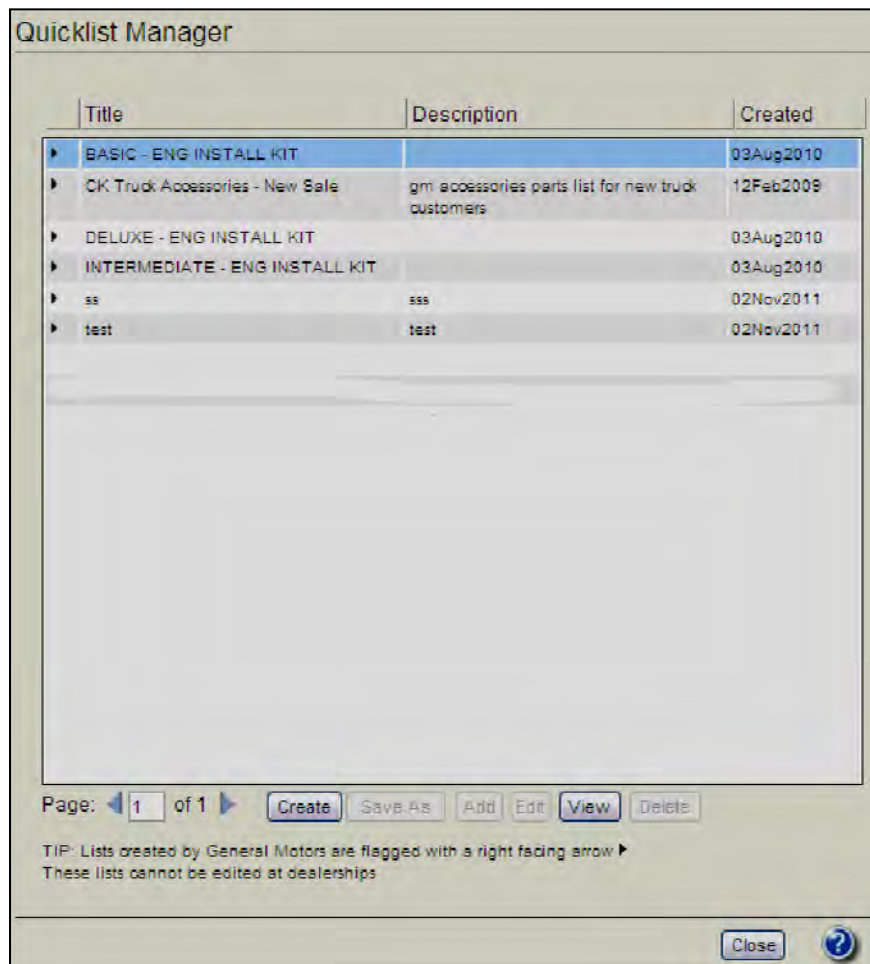 Quicklist Manager
Title Description Created
BASIC - ENG INSTALL KIT 03Aug2010
CK Truck Accessories - New Sale gm accessories parts list for new truck 12Feb2009
customers
DELUXE - ENG INSTALL KIT 03Aug2010
INTERMEDIATE - ENG INSTALL KIT 03Aug2010
ss sss 02Nov2011
test test 02Nov2011
Page: 1 of 1 Create Save As Add Edit View Delete
TIP: Lists created by General Motors are flagged with a right facing arrow
These lists cannot be edited at dealerships
Close ?